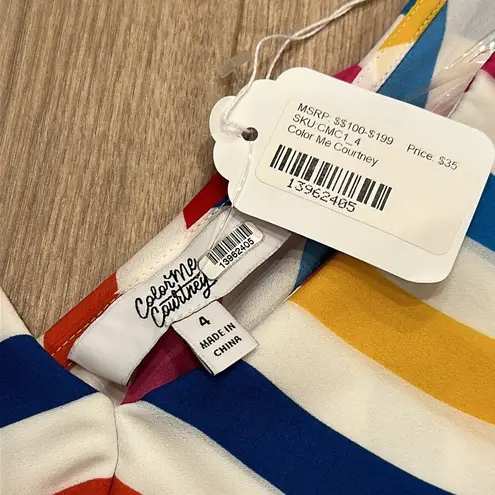 MSRP: $$100-$199
SKU:CMC1_4 Price: $35
Color Me Courtney
13962405
Color Me
Courtney
13962405
4
MADE IN
CHINA